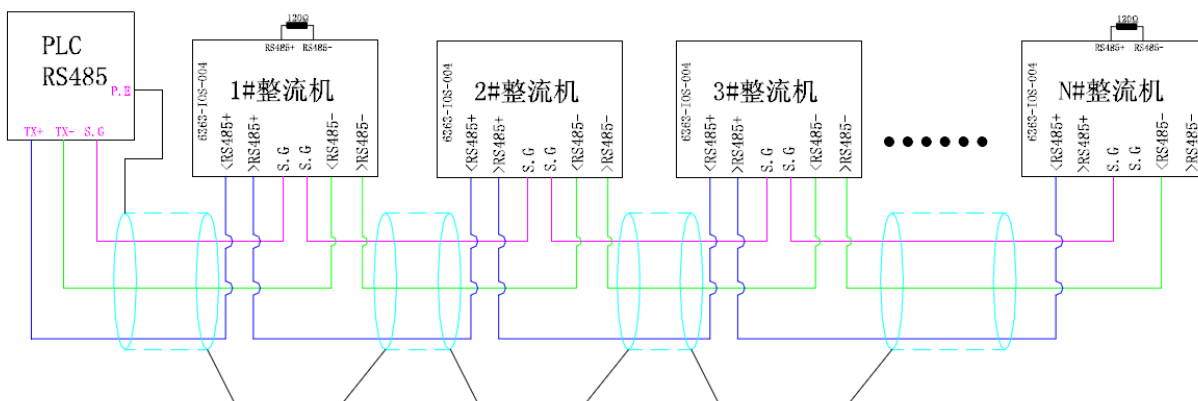 PLC
RS485
P.E
TX+ TX- S.G
120Ω
RS485+ RS485-
6363-IOS-004
1#整流机
<RS485+
>RS485+
S.G
S.G
<RS485-
>RS485-
6363-IOS-004
2#整流机
<RS485+
>RS485+
S.G
S.G
<RS485-
>RS485-
6363-IOS-004
3#整流机
<RS485+
>RS485+
S.G
S.G
<RS485-
>RS485-
120Ω
RS485+ RS485-
6363-IOS-004
N#整流机
<RS485+
>RS485+
S.G
S.G
<RS485-
>RS485-